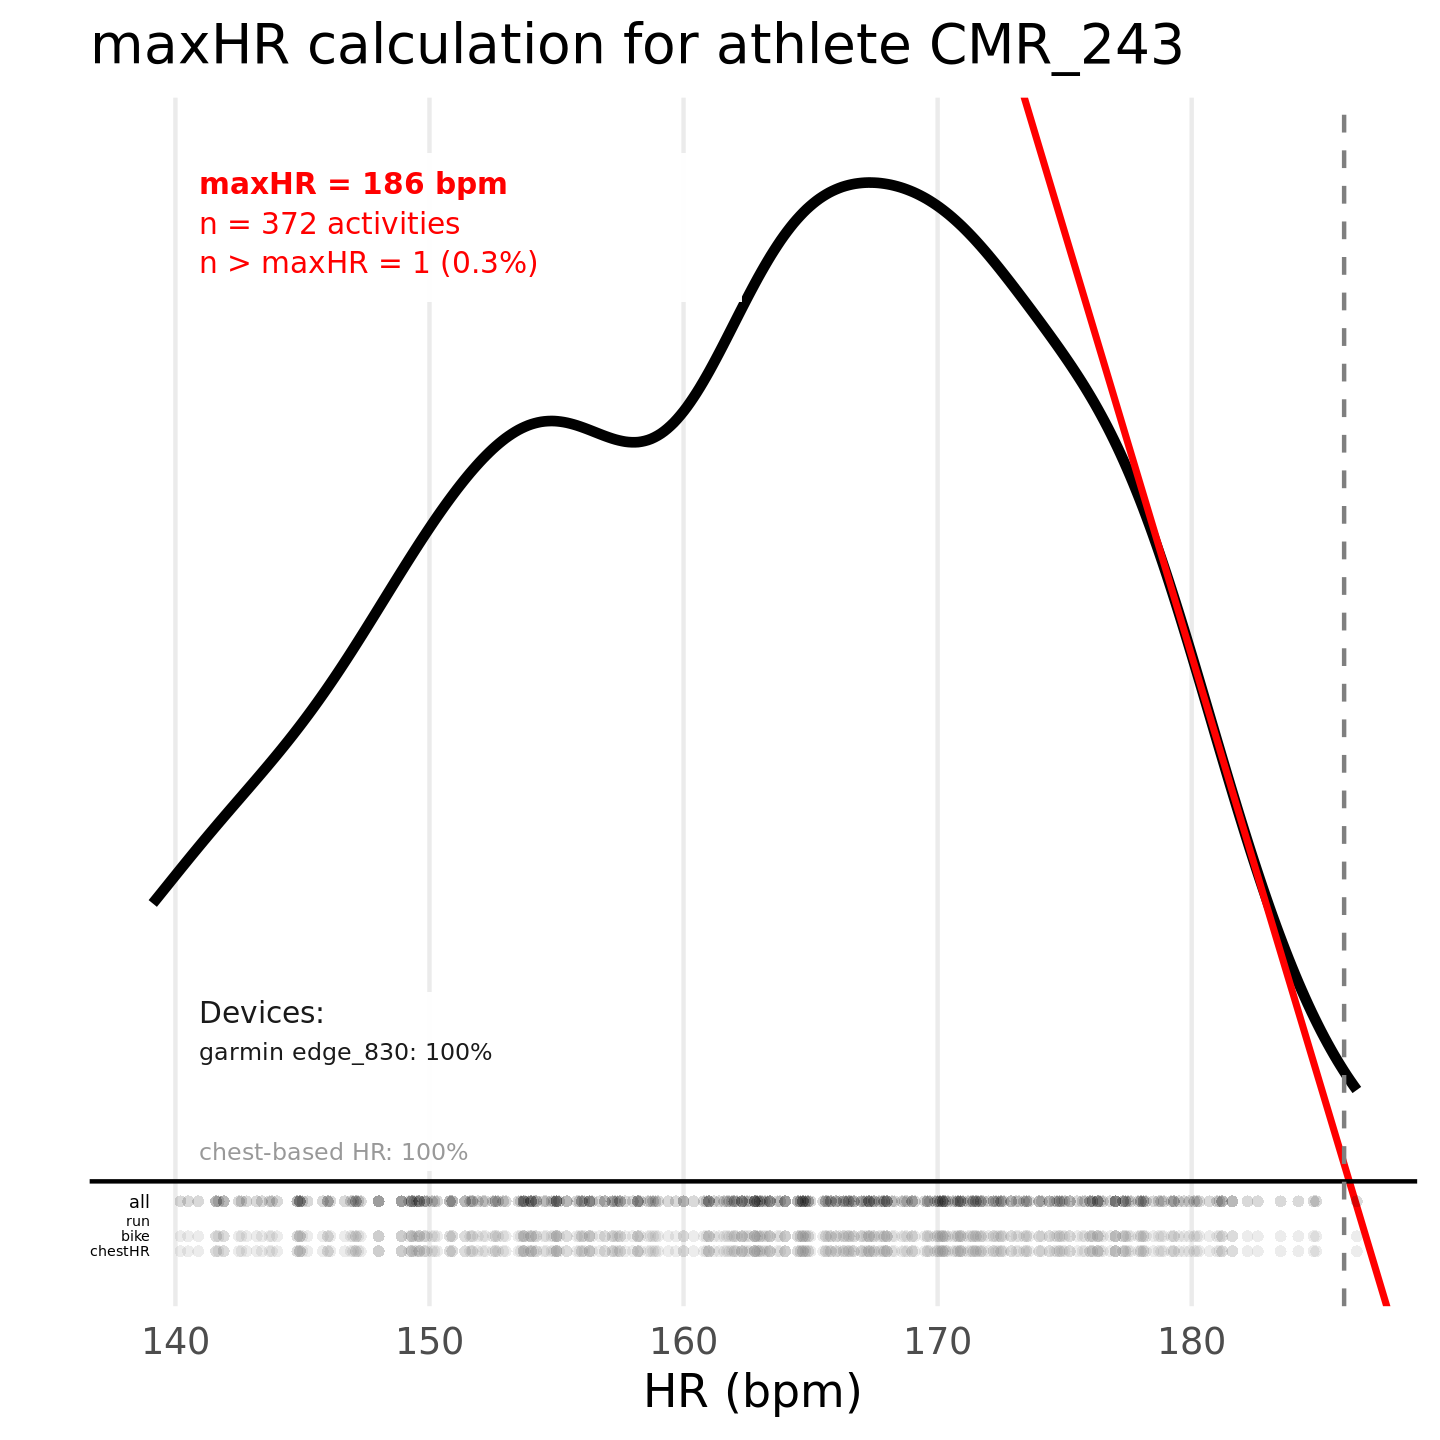 maxHR calculation for athlete CMR_243
maxHR = 186 bpm
n = 372 activities
n > maxHR = 1 (0.3%)
Devices:
garmin edge_830: 100%
chest-based HR: 100%
all
run
bike
chestHR
140 150 160 170 180
HR (bpm)